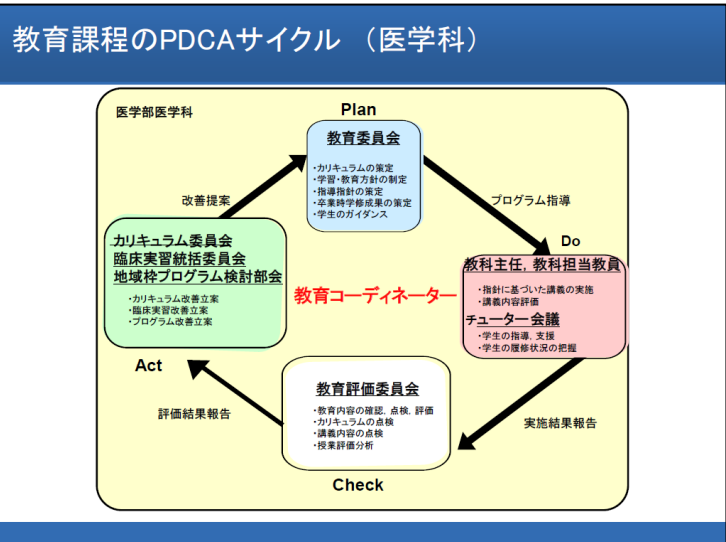 教育課程のPDCAサイクル （医学科）
医学部医学科
Plan
教育委員会
・カリキュラムの策定
・学習・教育方針の制定
・指導指針の策定
・卒業時学修成果の策定
・学生のガイダンス
改善提案
プログラム指導
Do
教科主任，教科担当教員
・指針に基づいた講義の実施
・講義内容評価
チューター会議
・学生の指導，支援
・学生の履修状況の把握
カリキュラム委員会
臨床実習統括委員会
地域枠プログラム検討部会
・カリキュラム改善立案
・臨床実習改善立案
・プログラム改善立案
教育コーディネーター
Act
教育評価委員会
・教育内容の確認，点検，評価
・カリキュラムの点検
・講義内容の点検
・授業評価分析
評価結果報告
実施結果報告
Check